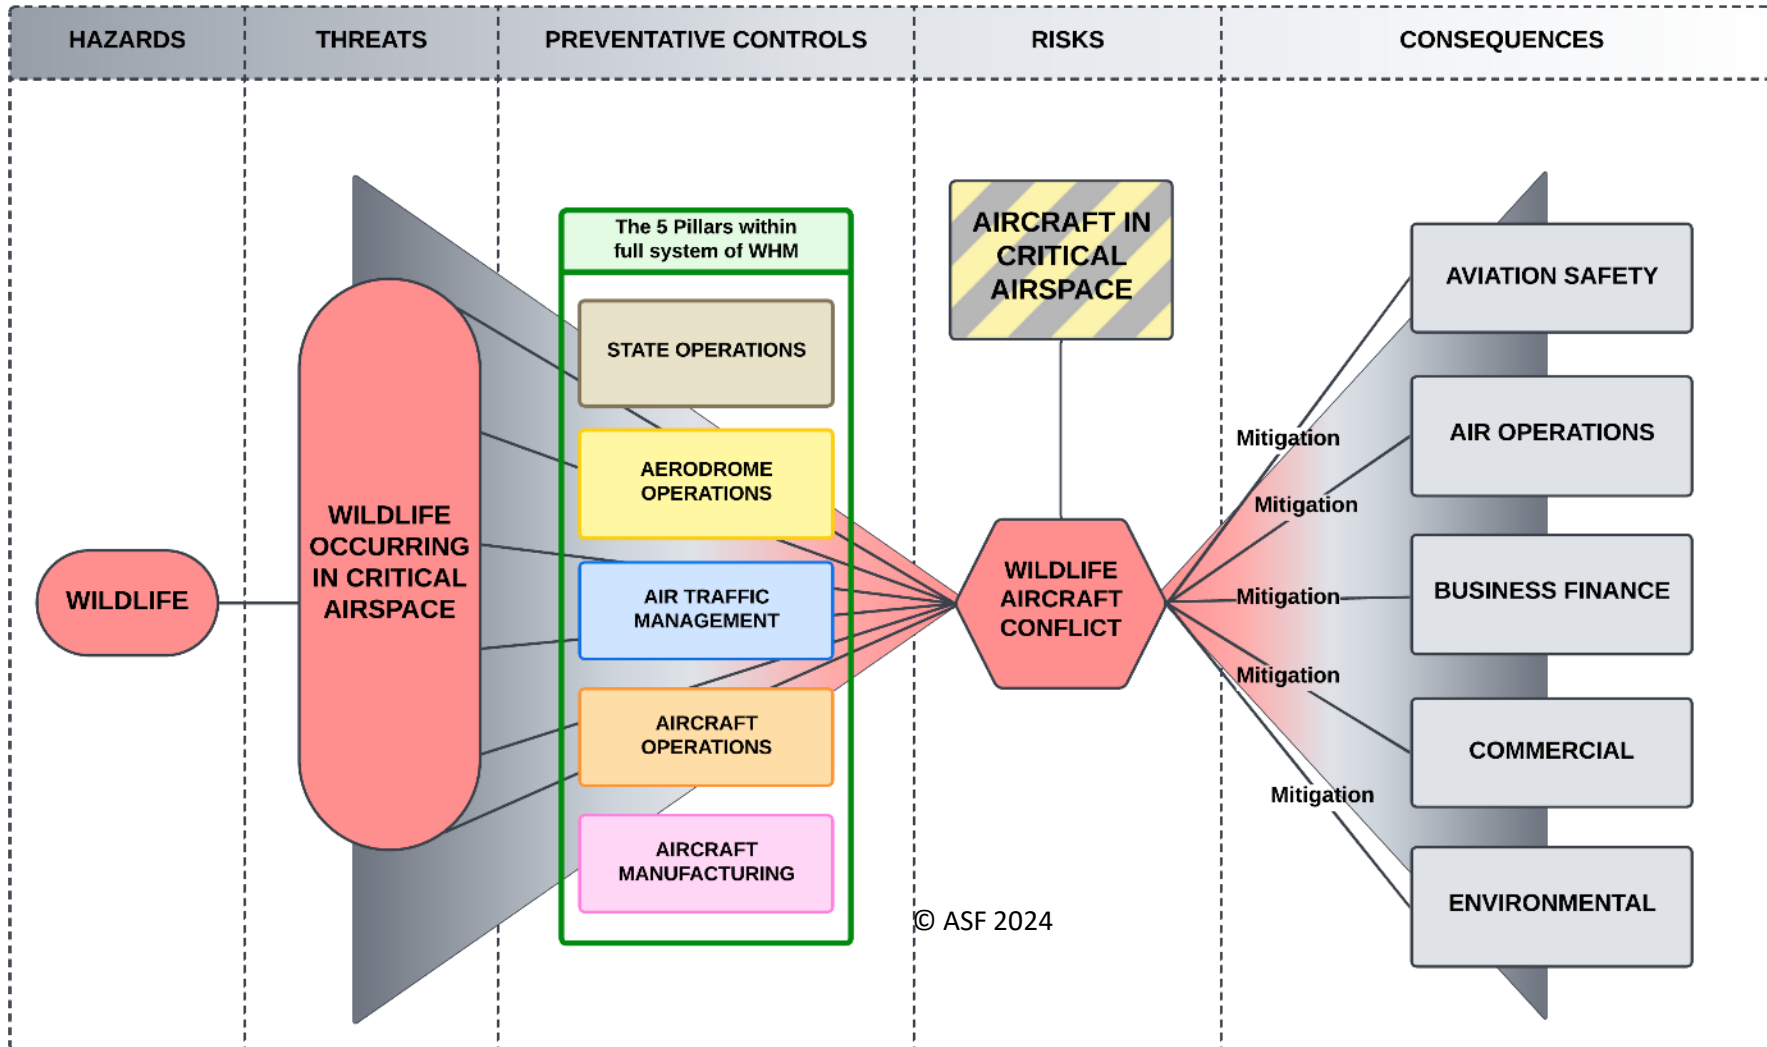 HAZARDS
THREATS
PREVENTATIVE CONTROLS
RISKS
CONSEQUENCES
WILDLIFE
WILDLIFE
OCCURRING
IN CRITICAL
AIRSPACE
The 5 Pillars within
full system of WHM
STATE OPERATIONS
AERODROME
OPERATIONS
AIR TRAFFIC
MANAGEMENT
AIRCRAFT
OPERATIONS
AIRCRAFT
MANUFACTURING
AIRCRAFT IN
CRITICAL
AIRSPACE
WILDLIFE
AIRCRAFT
CONFLICT
© ASF 2024
Mitigation
Mitigation
Mitigation
Mitigation
Mitigation
AVIATION SAFETY
AIR OPERATIONS
BUSINESS FINANCE
COMMERCIAL
ENVIRONMENTAL